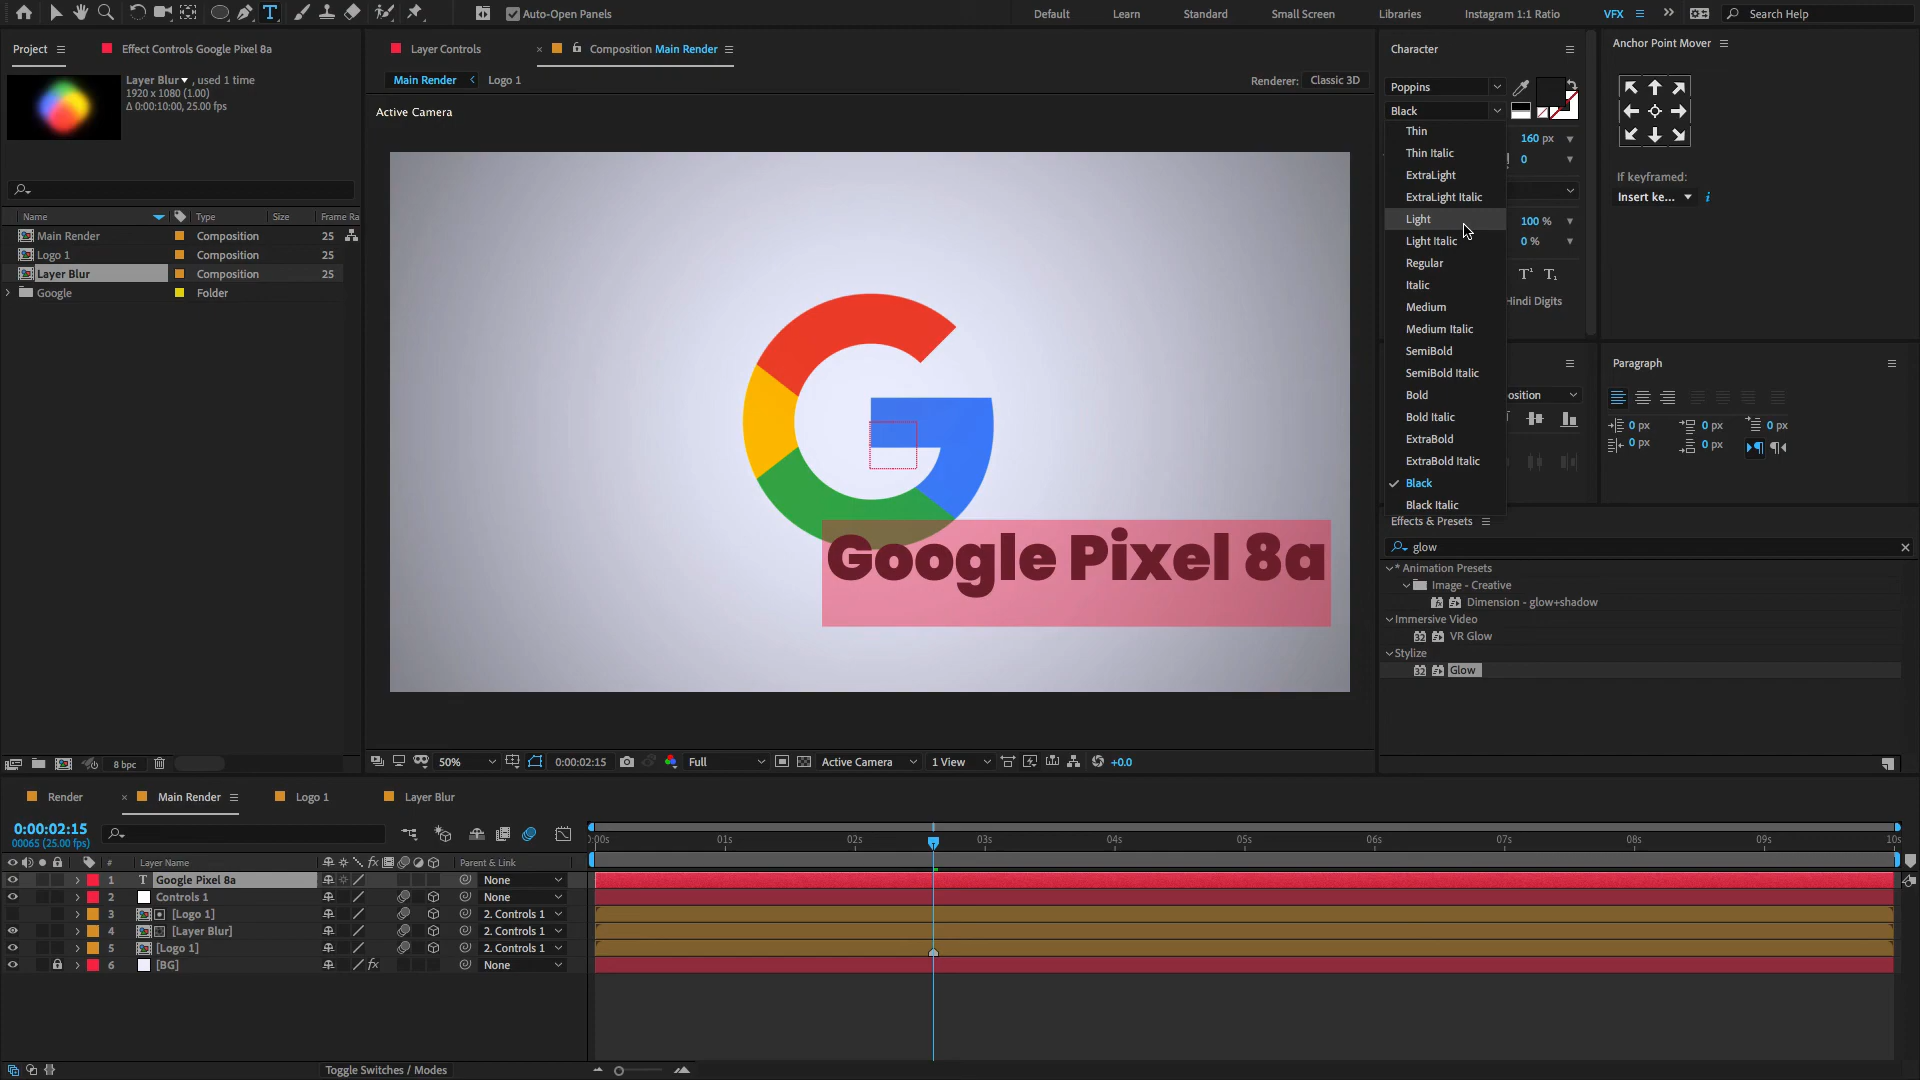 Auto-Open Panels
Default
Learn
Standard
Small Screen
Libraries
Instagram 1:1 Ratio
VFX
Search Help
Project
Effect Controls Google Pixel 8a
Layer Blur▾ , used 1 time
1920 x 1080 (1.00)
Δ 0:00:10:00, 25.00 fps
Name
Type
Size
Frame Ra
Main Render
Composition
25
Logo 1
Composition
25
Layer Blur
Composition
25
Google
Folder
8 bpc
Layer Controls
Composition Main Render
Main Render
Logo 1
Renderer:
Classic 3D
Active Camera
Google Pixel 8a
50%
0:00:02:15
Full
Active Camera
1 View
+0.0
Character
Poppins
Black
Thin
Thin Italic
ExtraLight
ExtraLight Italic
Light
Light Italic
Regular
Italic
Medium
Medium Italic
SemiBold
SemiBold Italic
Bold
Bold Italic
ExtraBold
ExtraBold Italic
Black
Black Italic
160 px
0
100 %
0 %
Hindi Digits
osition
Anchor Point Mover
If keyframed:
Insert ke...
Paragraph
0 px
0 px
0 px
0 px
0 px
Effects & Presets
glow
* Animation Presets
Image - Creative
Dimension - glow+shadow
Immersive Video
VR Glow
Stylize
Glow
Render
Main Render
Logo 1
Layer Blur
0:00:02:15
00065 (25.00 fps)
:00s
01s
02s
03s
04s
05s
06s
07s
08s
09s
10s
#
Layer Name
Parent & Link
1
Google Pixel 8a
None
2
Controls 1
None
3
[Logo 1]
2. Controls 1
4
[Layer Blur]
2. Controls 1
5
[Logo 1]
2. Controls 1
6
[BG]
None
Toggle Switches / Modes